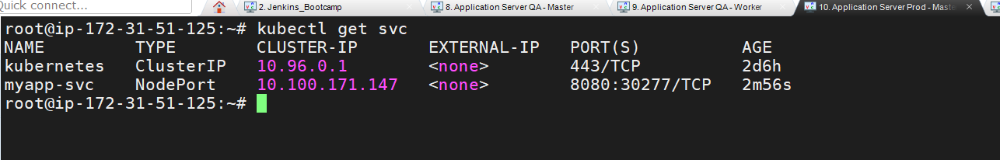 Quick connect...
2. Jenkins_Bootcamp
8. Application Server QA - Master
9. Application Server QA - Worker
10. Application Server Prod - Maste
root@ip-172-31-51-125:~# kubectl get svc
NAME TYPE CLUSTER-IP EXTERNAL-IP PORT(S) AGE
kubernetes ClusterIP 10.96.0.1 <none> 443/TCP 2d6h
myapp-svc NodePort 10.100.171.147 <none> 8080:30277/TCP 2m56s
root@ip-172-31-51-125:~#